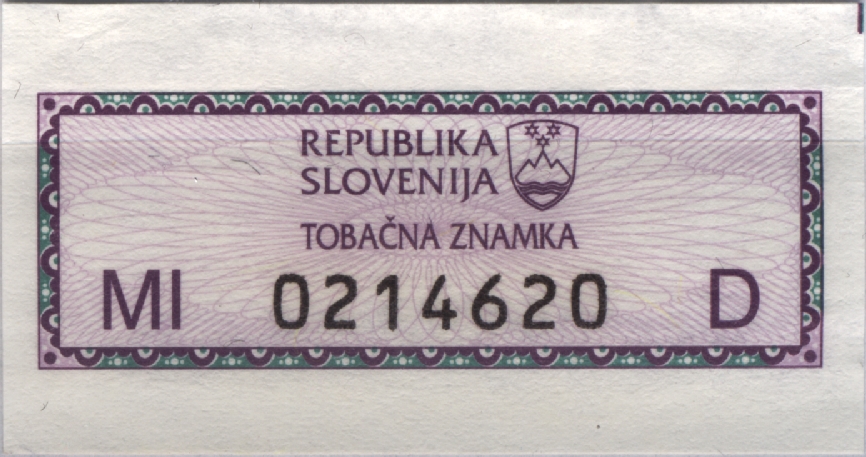 REPUBLIKA
SLOVENIJA
TOBAČNA ZNAMKA
MI 0214620 D